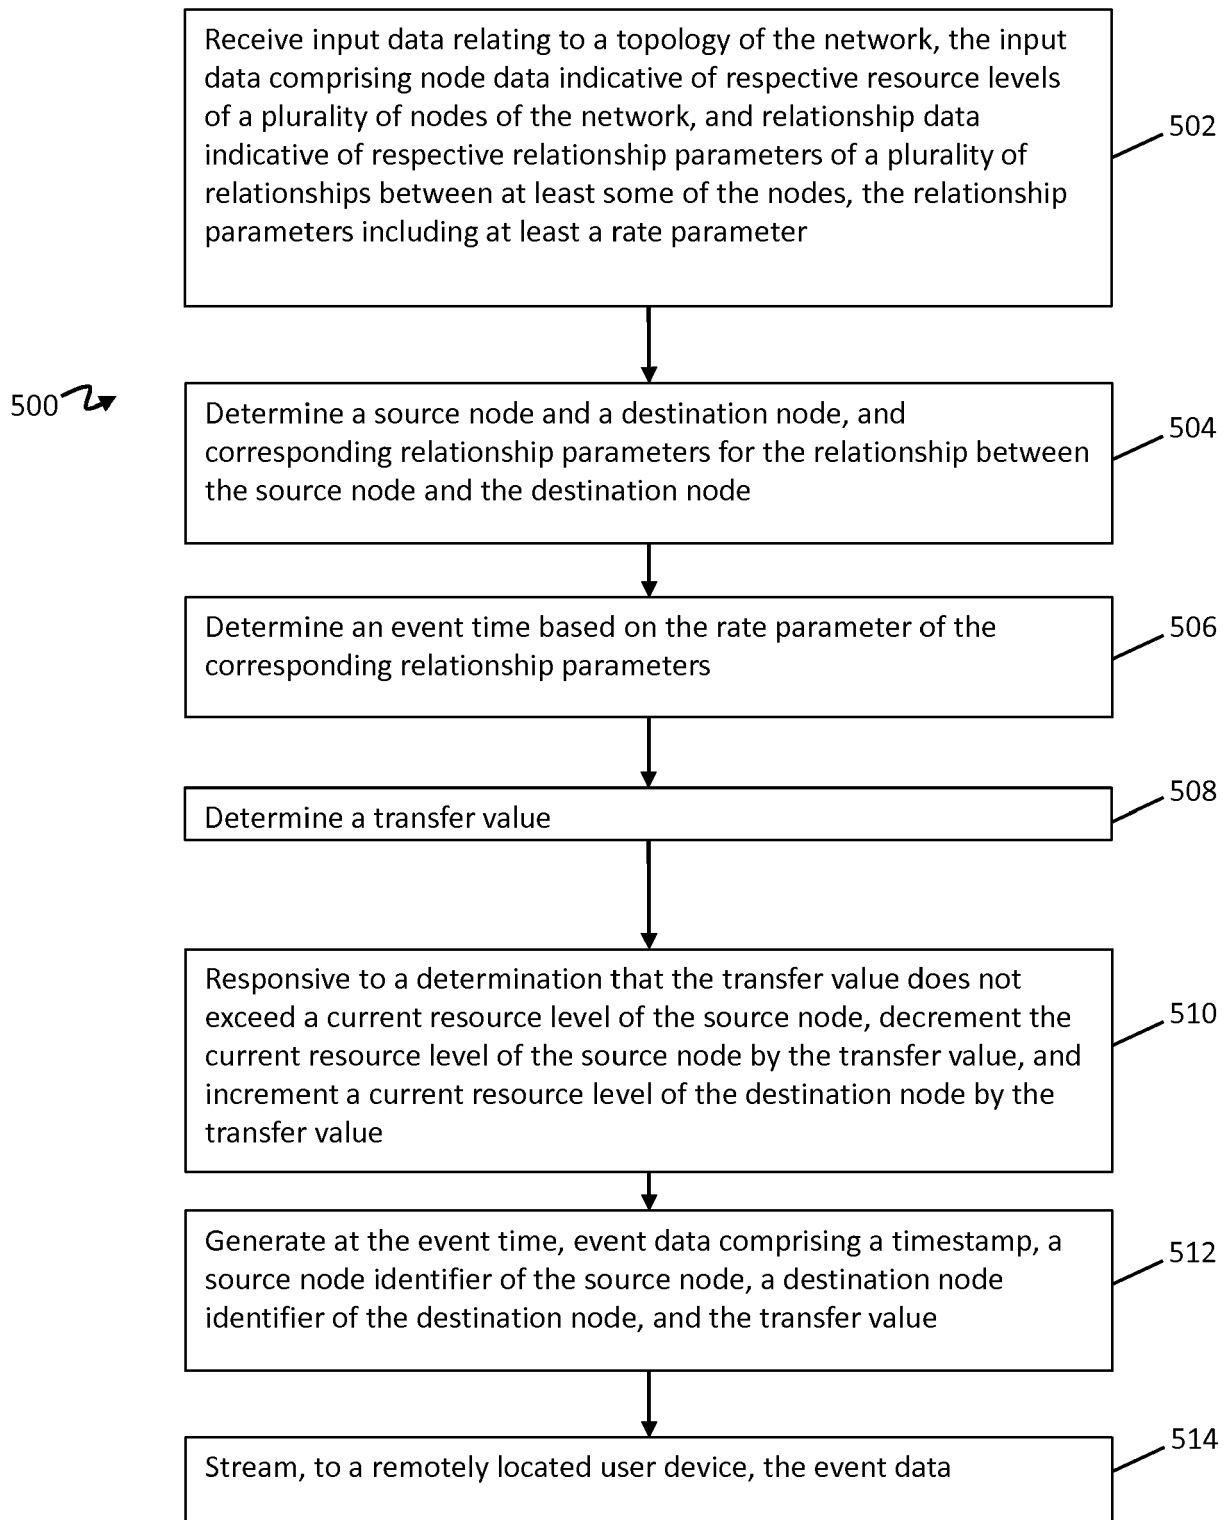 Receive input data relating to a topology of the network, the input
data comprising node data indicative of respective resource levels
of a plurality of nodes of the network, and relationship data
indicative of respective relationship parameters of a plurality of
relationships between at least some of the nodes, the relationship
parameters including at least a rate parameter
502
500
Determine a source node and a destination node, and
corresponding relationship parameters for the relationship between
the source node and the destination node
504
Determine an event time based on the rate parameter of the
corresponding relationship parameters
506
Determine a transfer value
508
Responsive to a determination that the transfer value does not
exceed a current resource level of the source node, decrement the
current resource level of the source node by the transfer value, and
increment a current resource level of the destination node by the
transfer value
510
Generate at the event time, event data comprising a timestamp, a
source node identifier of the source node, a destination node
identifier of the destination node, and the transfer value
512
Stream, to a remotely located user device, the event data
514